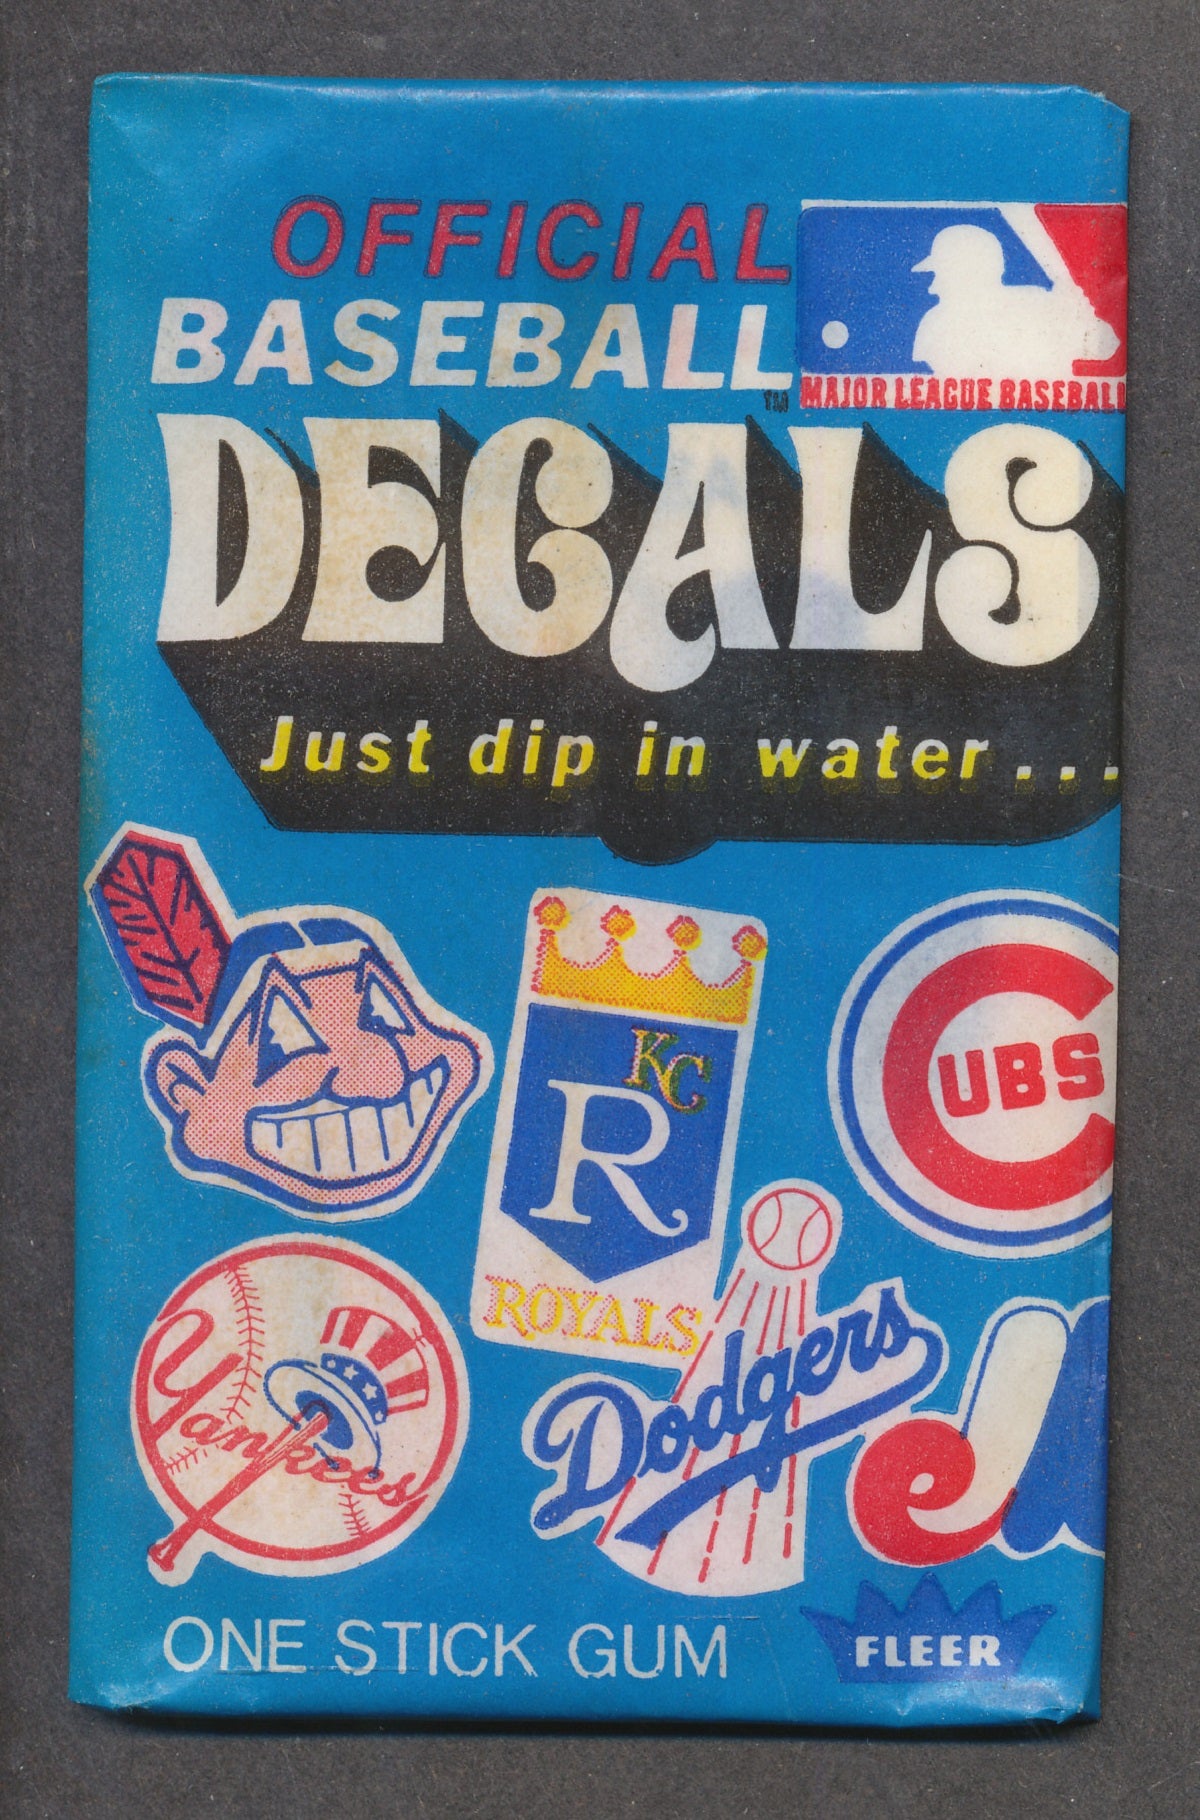 OFFICIAL
BASEBALL
TM
MAJOR LEAGUE BASEBALL
DECALS
Just dip in water...
CUBS
KC
R
ROYALS
Yankees
Dodgers
ONE STICK GUM
FLEER